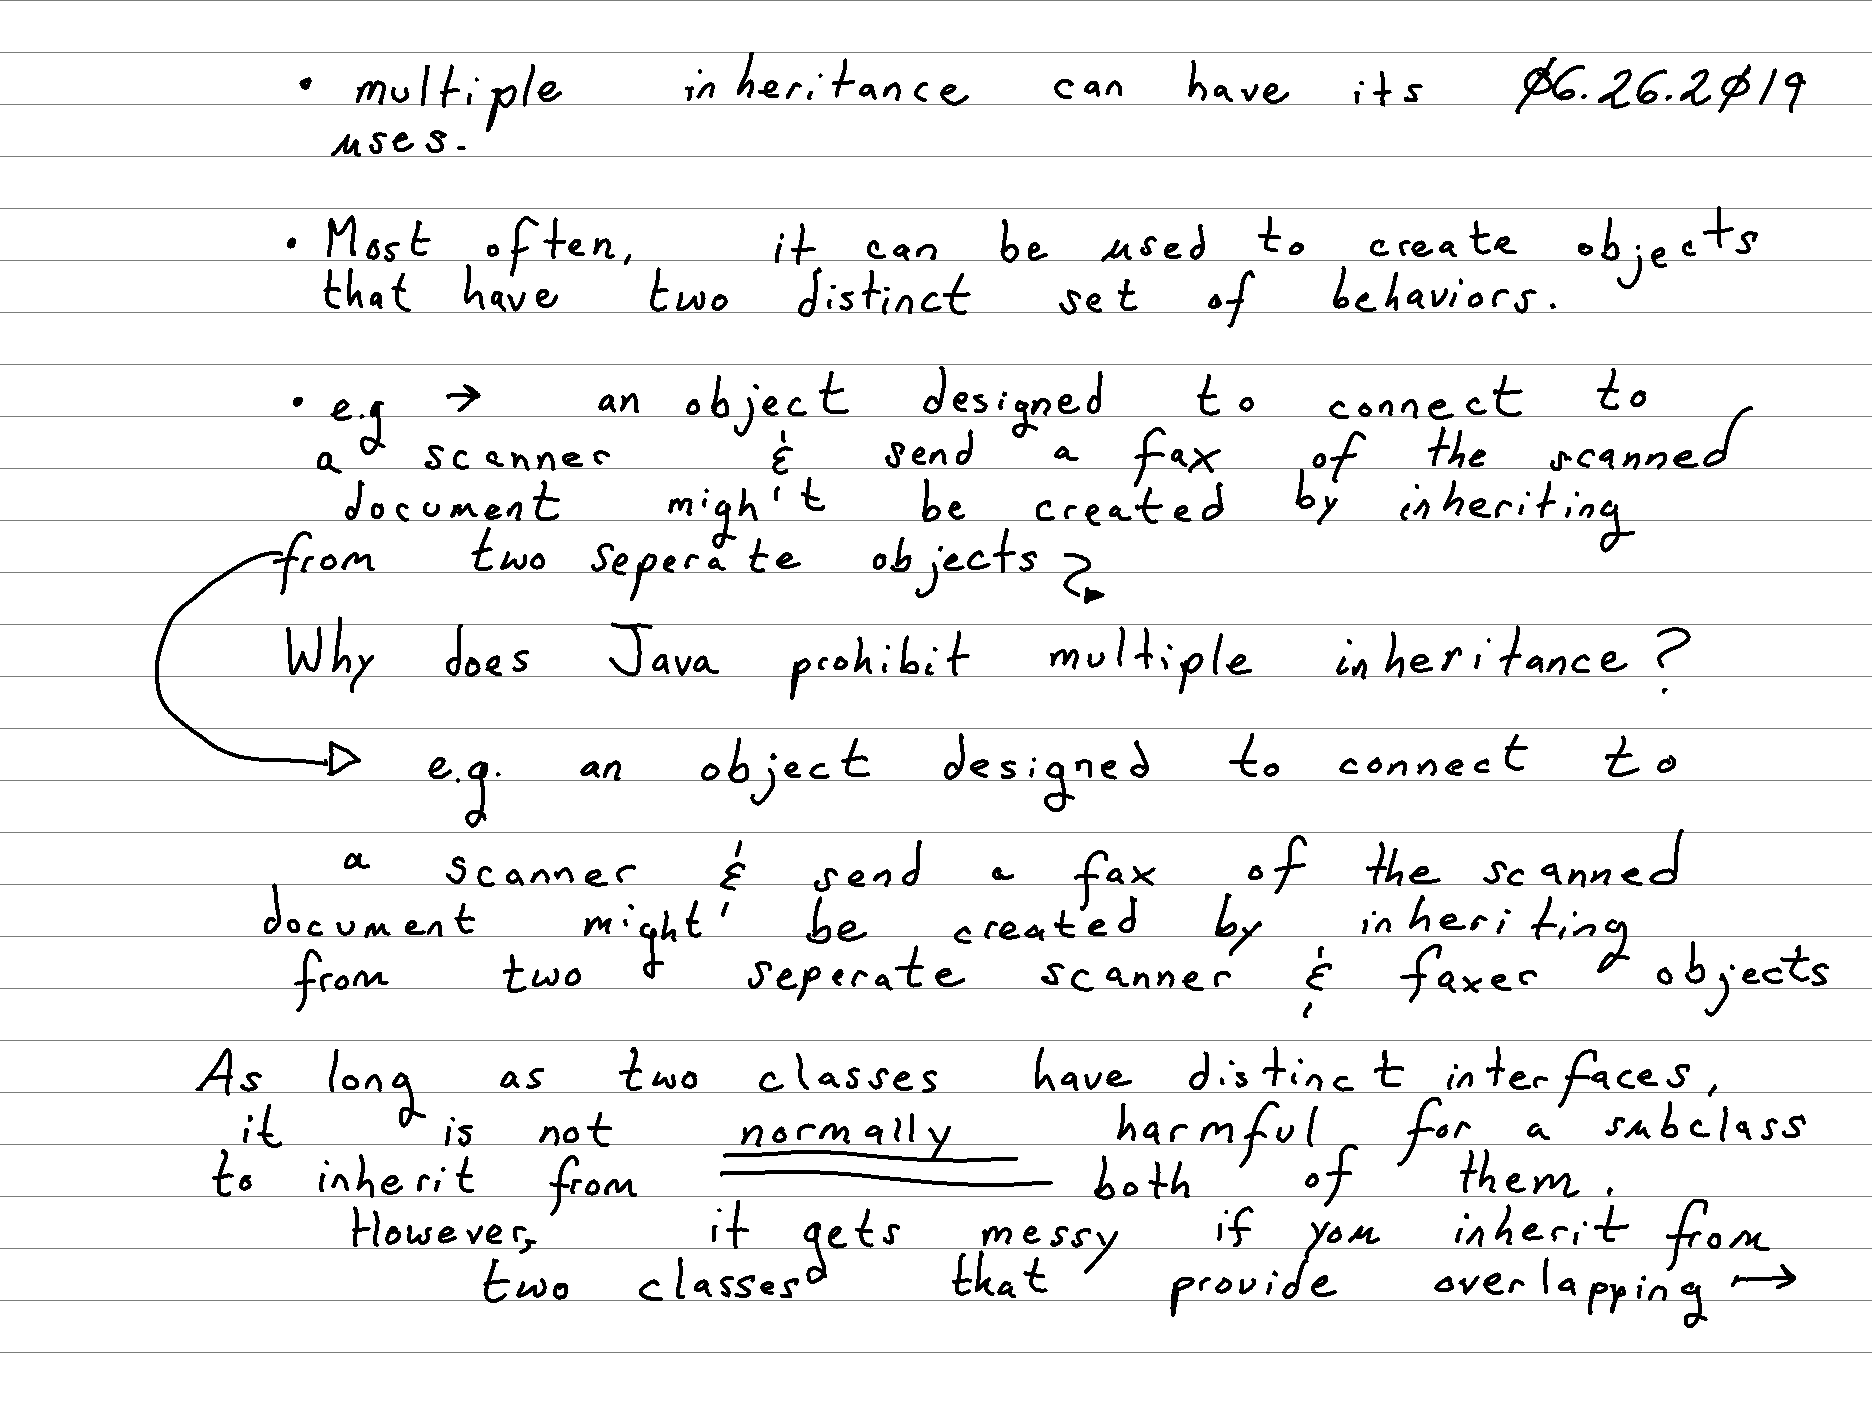 • multiple inheritance can have its 06.26.2019
uses.
• Most often, it can be used to create objects
that have two distinct set of behaviors.
• e.g → an object designed to connect to
a scanner & send a fax of the scanned
document might be created by inheriting
from two seperate objects
Why does Java prohibit multiple inheritance?
e.g. an object designed to connect to
a scanner & send a fax of the scanned
document might be created by inheriting
from two seperate scanner & faxer objects
As long as two classes have distinct interfaces,
it is not normally harmful for a subclass
to inherit from both of them.
However, it gets messy if you inherit from
two classes that provide overlapping →